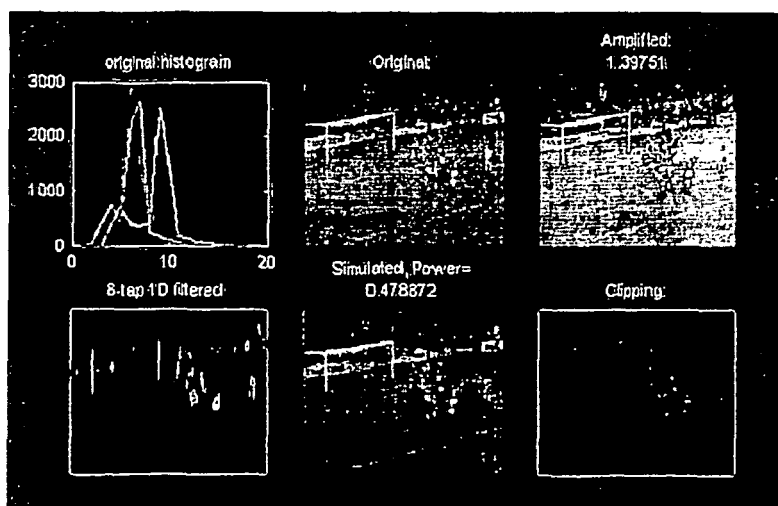 original histogram
Original
Amplified:
1.39751
3000
2000
1000
0
0
10
20
8-tap 1D filtered
Simulated, Power=
0.478872
Clipping